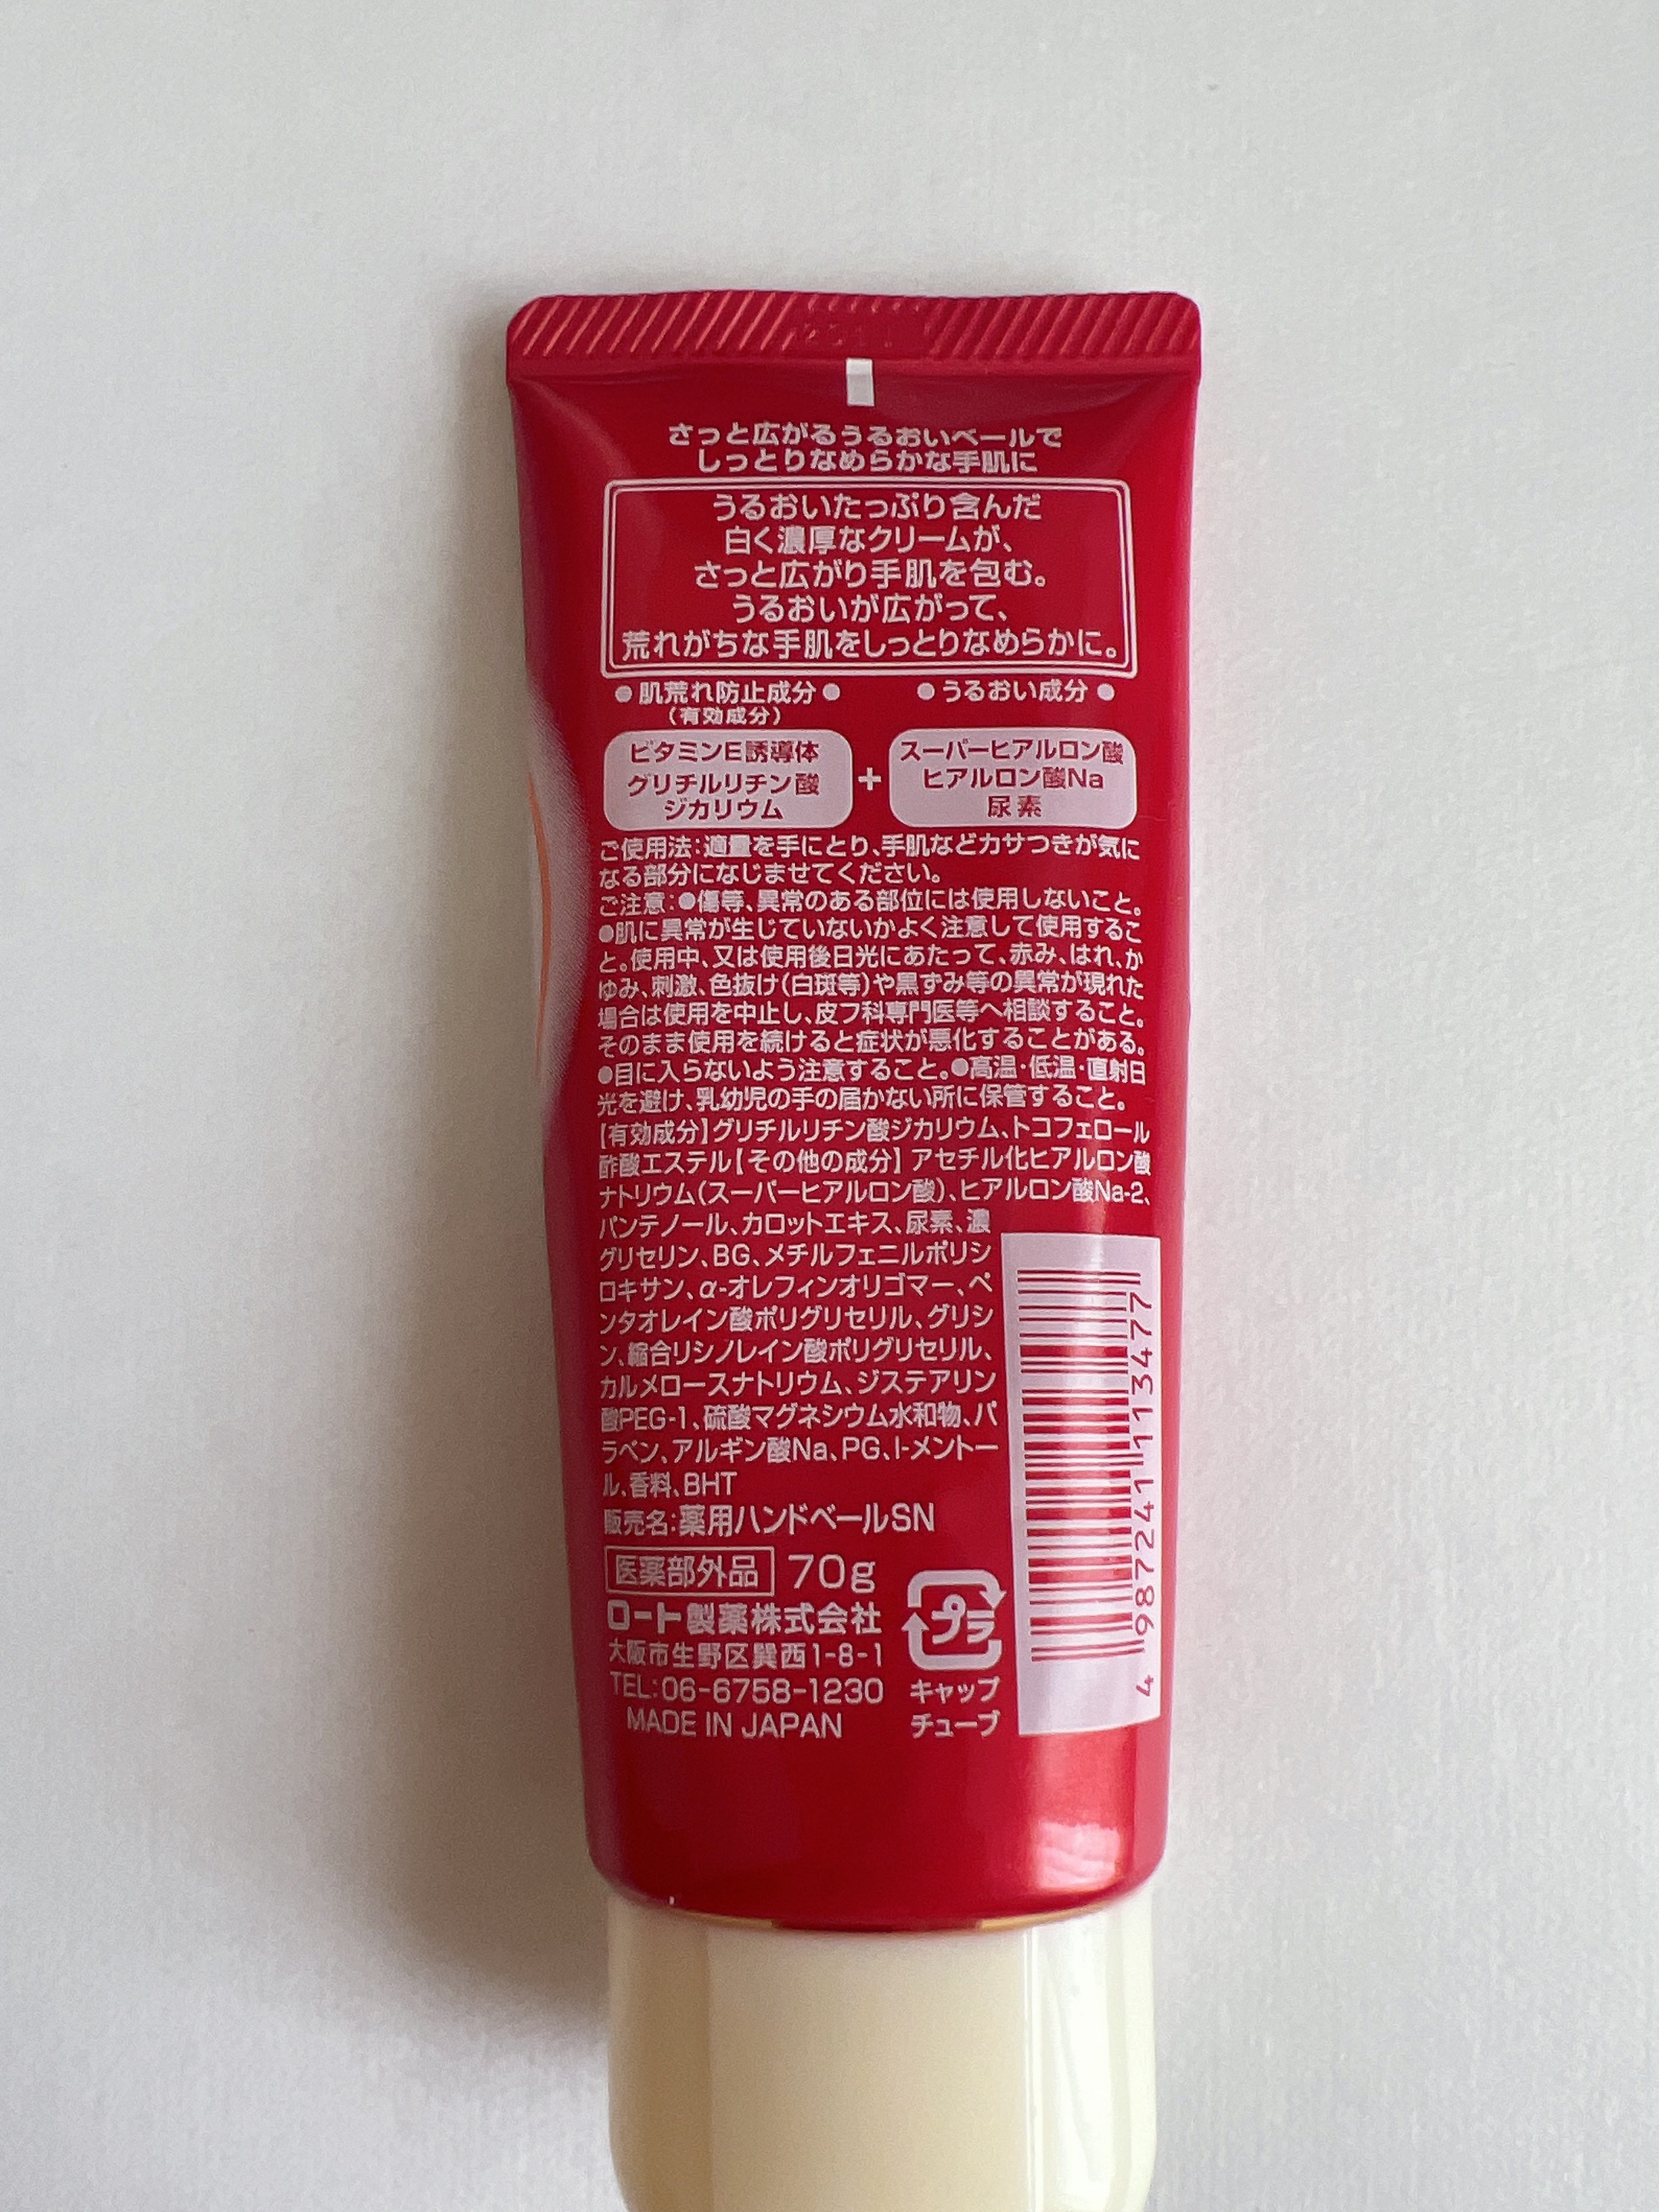 さっと広がるうるおいベールで
しっとりなめらかな手肌に
うるおいたっぷり含んだ
白く濃厚なクリームが、
さっと広がり手肌を包む。
うるおいが広がって、
荒れがちな手肌をしっとりなめらかに。
●肌荒れ防止成分● ●うるおい成分●
(有効成分)
ビタミンE誘導体
グリチルリチン酸
ジカリウム
+
スーパーヒアルロン酸
ヒアルロン酸Na
尿素
ご使用法:適量を手にとり、手肌などカサつきが気に
なる部分になじませてください。
ご注意:●傷等、異常のある部位には使用しないこと。
●肌に異常が生じていないかよく注意して使用するこ
と。使用中、又は使用後日光にあたって、赤み、はれ、か
ゆみ、刺激、色抜け(白斑等)や黒ずみ等の異常が現れた
場合は使用を中止し、皮フ科専門医等へ相談すること。
そのまま使用を続けると症状が悪化することがある。
●目に入らないよう注意すること。●高温・低温・直射日
光を避け、乳幼児の手の届かない所に保管すること。
【有効成分】グリチルリチン酸ジカリウム、トコフェロール
酢酸エステル【その他の成分】アセチル化ヒアルロン酸
ナトリウム(スーパーヒアルロン酸)、ヒアルロン酸Na-2、
パンテノール、カロットエキス、尿素、濃
グリセリン、BG、メチルフェニルポリシ
ロキサン、α-オレフィンオリゴマー、ペ
ンタオレイン酸ポリグリセリル、グリシ
ン、縮合リシノレイン酸ポリグリセリル、
カルメロースナトリウム、ジステアリン
酸PEG-1、硫酸マグネシウム水和物、パ
ラベン、アルギン酸Na、PG、l-メントー
ル、香料、BHT
販売名:薬用ハンドベールSN
医薬部外品 70g
ロート製薬株式会社
大阪市生野区巽西1-8-1
TEL:06-6758-1230
MADE IN JAPAN
プラ
キャップ
チューブ
4 987241 113477